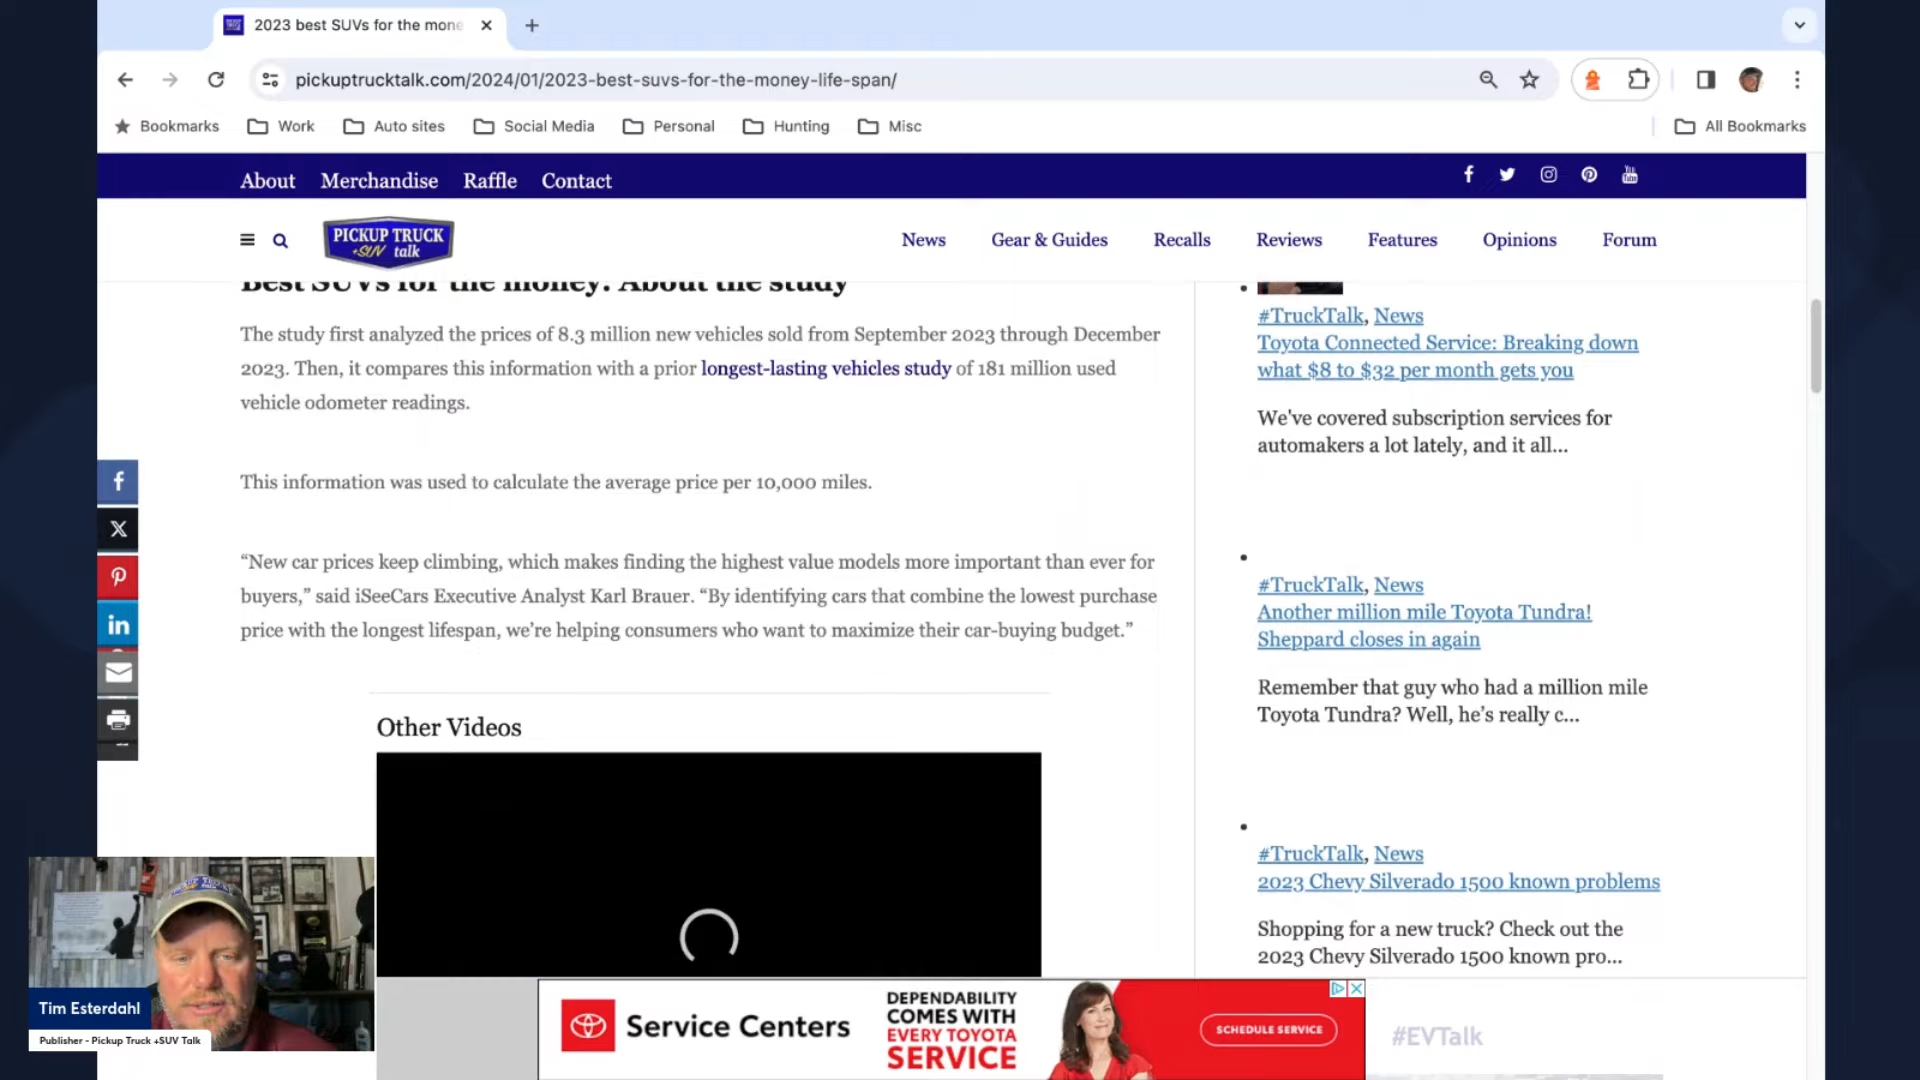 2023 best SUVs for the mone
pickuptrucktalk.com/2024/01/2023-best-suvs-for-the-money-life-span/
Bookmarks Work Auto sites Social Media Personal Hunting Misc All Bookmarks
About Merchandise Raffle Contact
PICKUP TRUCK
+SUV talk
News Gear & Guides Recalls Reviews Features Opinions Forum
Best SUVs for the money: About the study
The study first analyzed the prices of 8.3 million new vehicles sold from September 2023 through December
2023. Then, it compares this information with a prior longest-lasting vehicles study of 181 million used
vehicle odometer readings.
This information was used to calculate the average price per 10,000 miles.
“New car prices keep climbing, which makes finding the highest value models more important than ever for
buyers,” said iSeeCars Executive Analyst Karl Brauer. “By identifying cars that combine the lowest purchase
price with the longest lifespan, we’re helping consumers who want to maximize their car-buying budget.”
Other Videos
#TruckTalk, News
Toyota Connected Service: Breaking down
what $8 to $32 per month gets you
We've covered subscription services for
automakers a lot lately, and it all...
#TruckTalk, News
Another million mile Toyota Tundra!
Sheppard closes in again
Remember that guy who had a million mile
Toyota Tundra? Well, he’s really c...
#TruckTalk, News
2023 Chevy Silverado 1500 known problems
Shopping for a new truck? Check out the
2023 Chevy Silverado 1500 known pro...
#EVTalk
Service Centers
DEPENDABILITY
COMES WITH
EVERY TOYOTA
SERVICE
SCHEDULE SERVICE
Tim Esterdahl
Publisher - Pickup Truck +SUV Talk